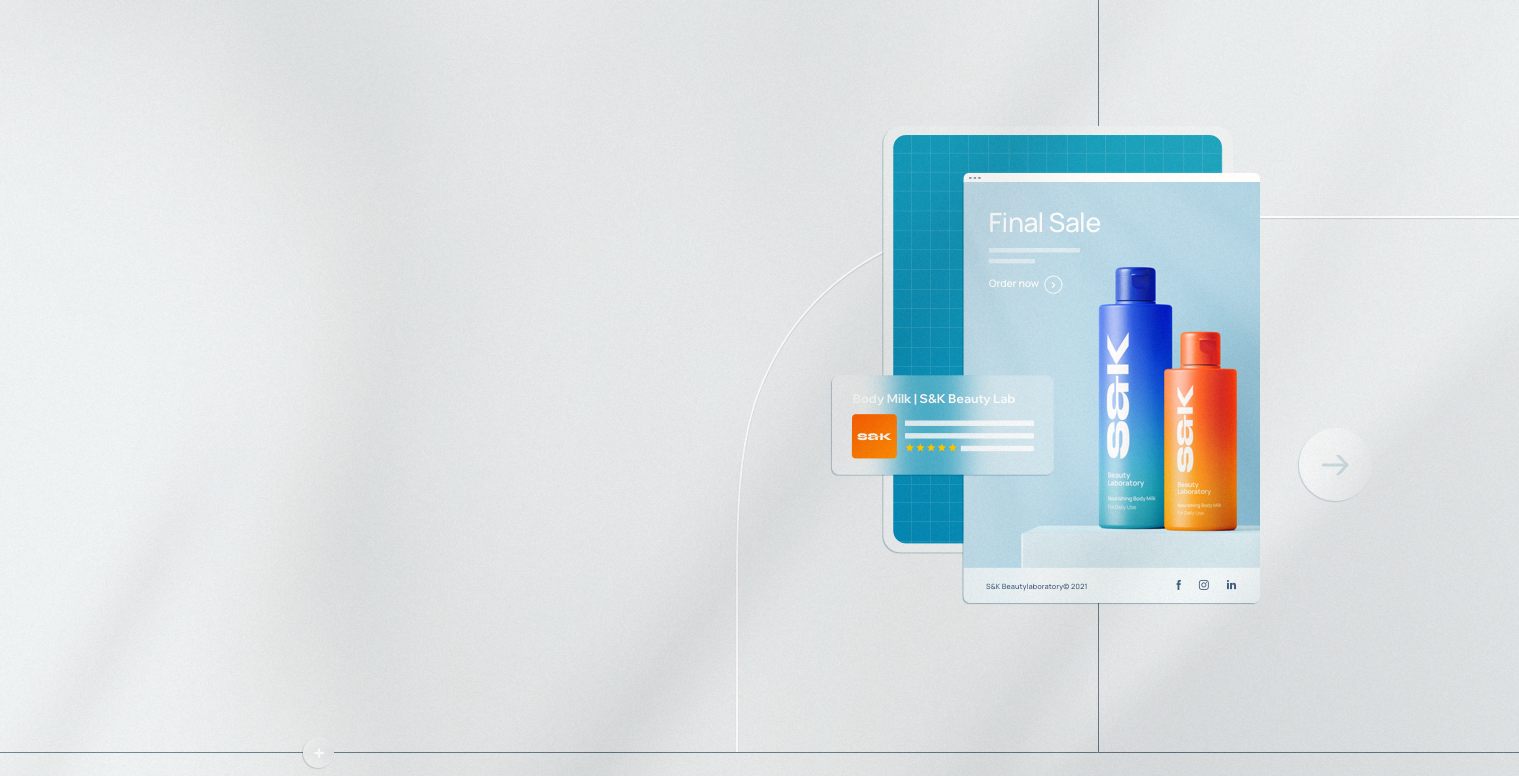 Final Sale
Order now
Body Milk | S&K Beauty Lab
S&K
S&K
Beauty
Laboratory
Nourishing Body Milk
For Daily Use
S&K
Beauty
Laboratory
Nourishing Body Milk
For Daily Use
S&K Beautylaboratory© 2021